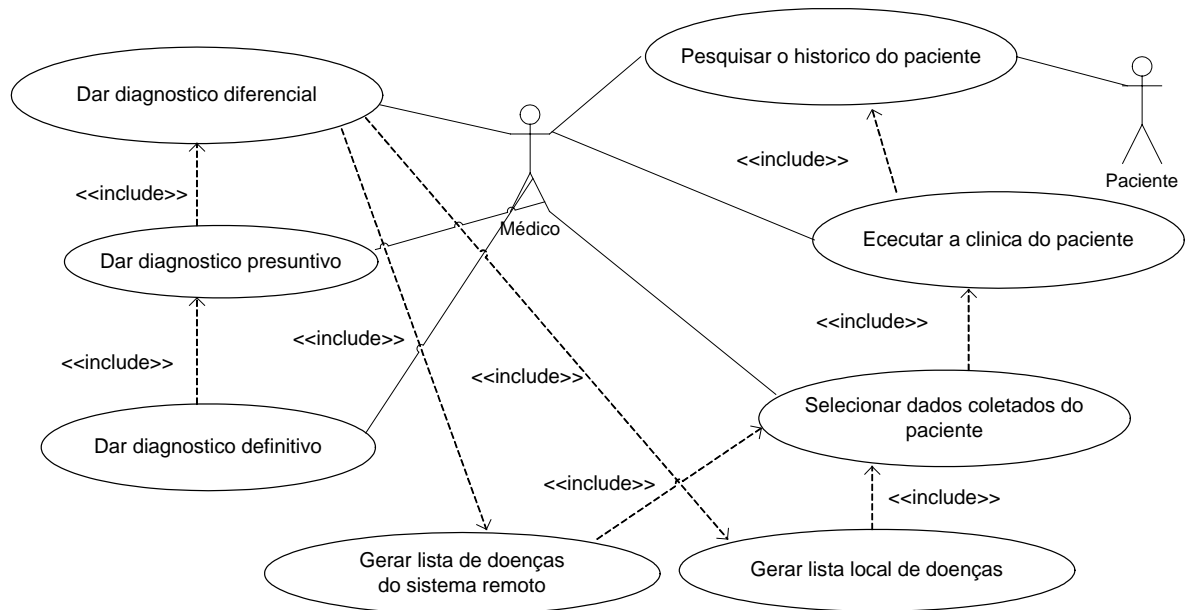 Pesquisar o historico do paciente
Dar diagnostico diferencial
<<include>>
Paciente
<<include>>
Médico
Ececutar a clinica do paciente
Dar diagnostico presuntivo
<<include>>
<<include>>
<<include>>
<<include>>
Selecionar dados coletados do
paciente
Dar diagnostico definitivo
<<include>>
<<include>>
Gerar lista de doenças
do sistema remoto
Gerar lista local de doenças